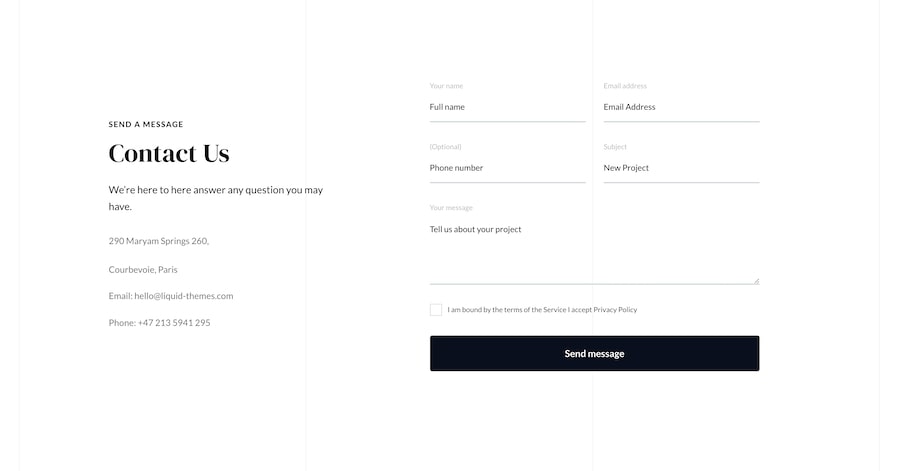 SEND A MESSAGE
Contact Us
We're here to here answer any question you may
have.
290 Maryam Springs 260,
Courbevoie, Paris
Email: hello@liquid-themes.com
Phone: +47 213 5941 295
Your name
Full name
Email address
Email Address
(Optional)
Phone number
Subject
New Project
Your message
Tell us about your project
I am bound by the terms of the Service I accept Privacy Policy
Send message